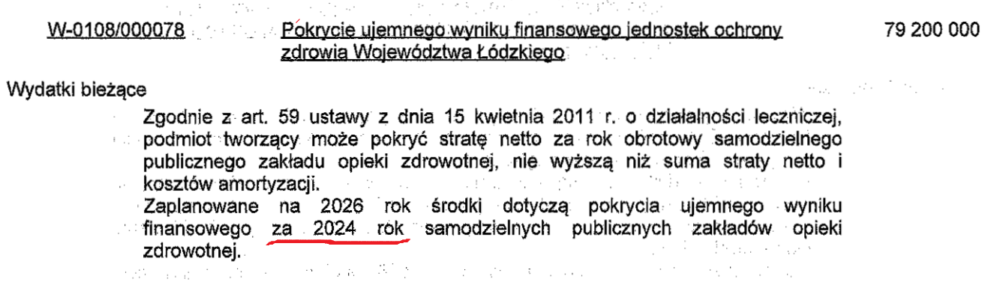 W-0108/000078 Pokrycie ujemnego wyniku finansowego jednostek ochrony 79 200 000
zdrowia Województwa Łódzkiego
Wydatki bieżące
Zgodnie z art. 59 ustawy z dnia 15 kwietnia 2011 r. o działalności leczniczej,
podmiot tworzący może pokryć stratę netto za rok obrotowy samodzielnego
publicznego zakładu opieki zdrowotnej, nie wyższą niż suma straty netto i
kosztów amortyzacji.
Zaplanowane na 2026 rok środki dotyczą pokrycia ujemnego wyniku
finansowego za 2024 rok samodzielnych publicznych zakładów opieki
zdrowotnej.